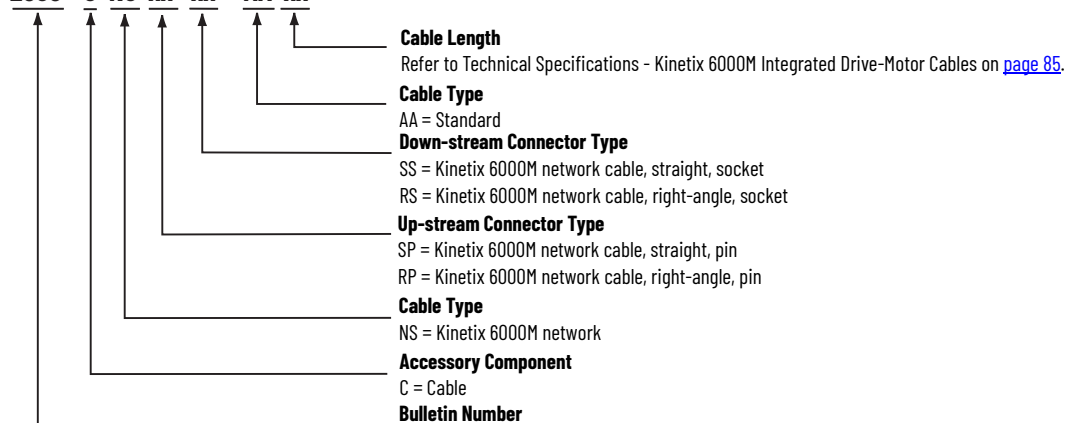 Cable Length
Refer to Technical Specifications - Kinetix 6000M Integrated Drive-Motor Cables on page 85.
Cable Type
AA = Standard
Down-stream Connector Type
SS = Kinetix 6000M network cable, straight, socket
RS = Kinetix 6000M network cable, right-angle, socket
Up-stream Connector Type
SP = Kinetix 6000M network cable, straight, pin
RP = Kinetix 6000M network cable, right-angle, pin
Cable Type
NS = Kinetix 6000M network
Accessory Component
C = Cable
Bulletin Number